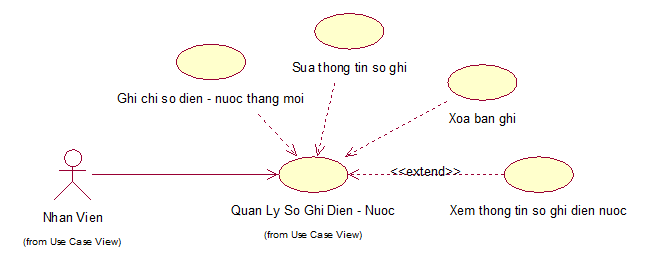 Sua thong tin so ghi
Ghi chi so dien - nuoc thang moi
Xoa ban ghi
<<extend>>
Nhan Vien
(from Use Case View)
Quan Ly So Ghi Dien - Nuoc
(from Use Case View)
Xem thong tin so ghi dien nuoc